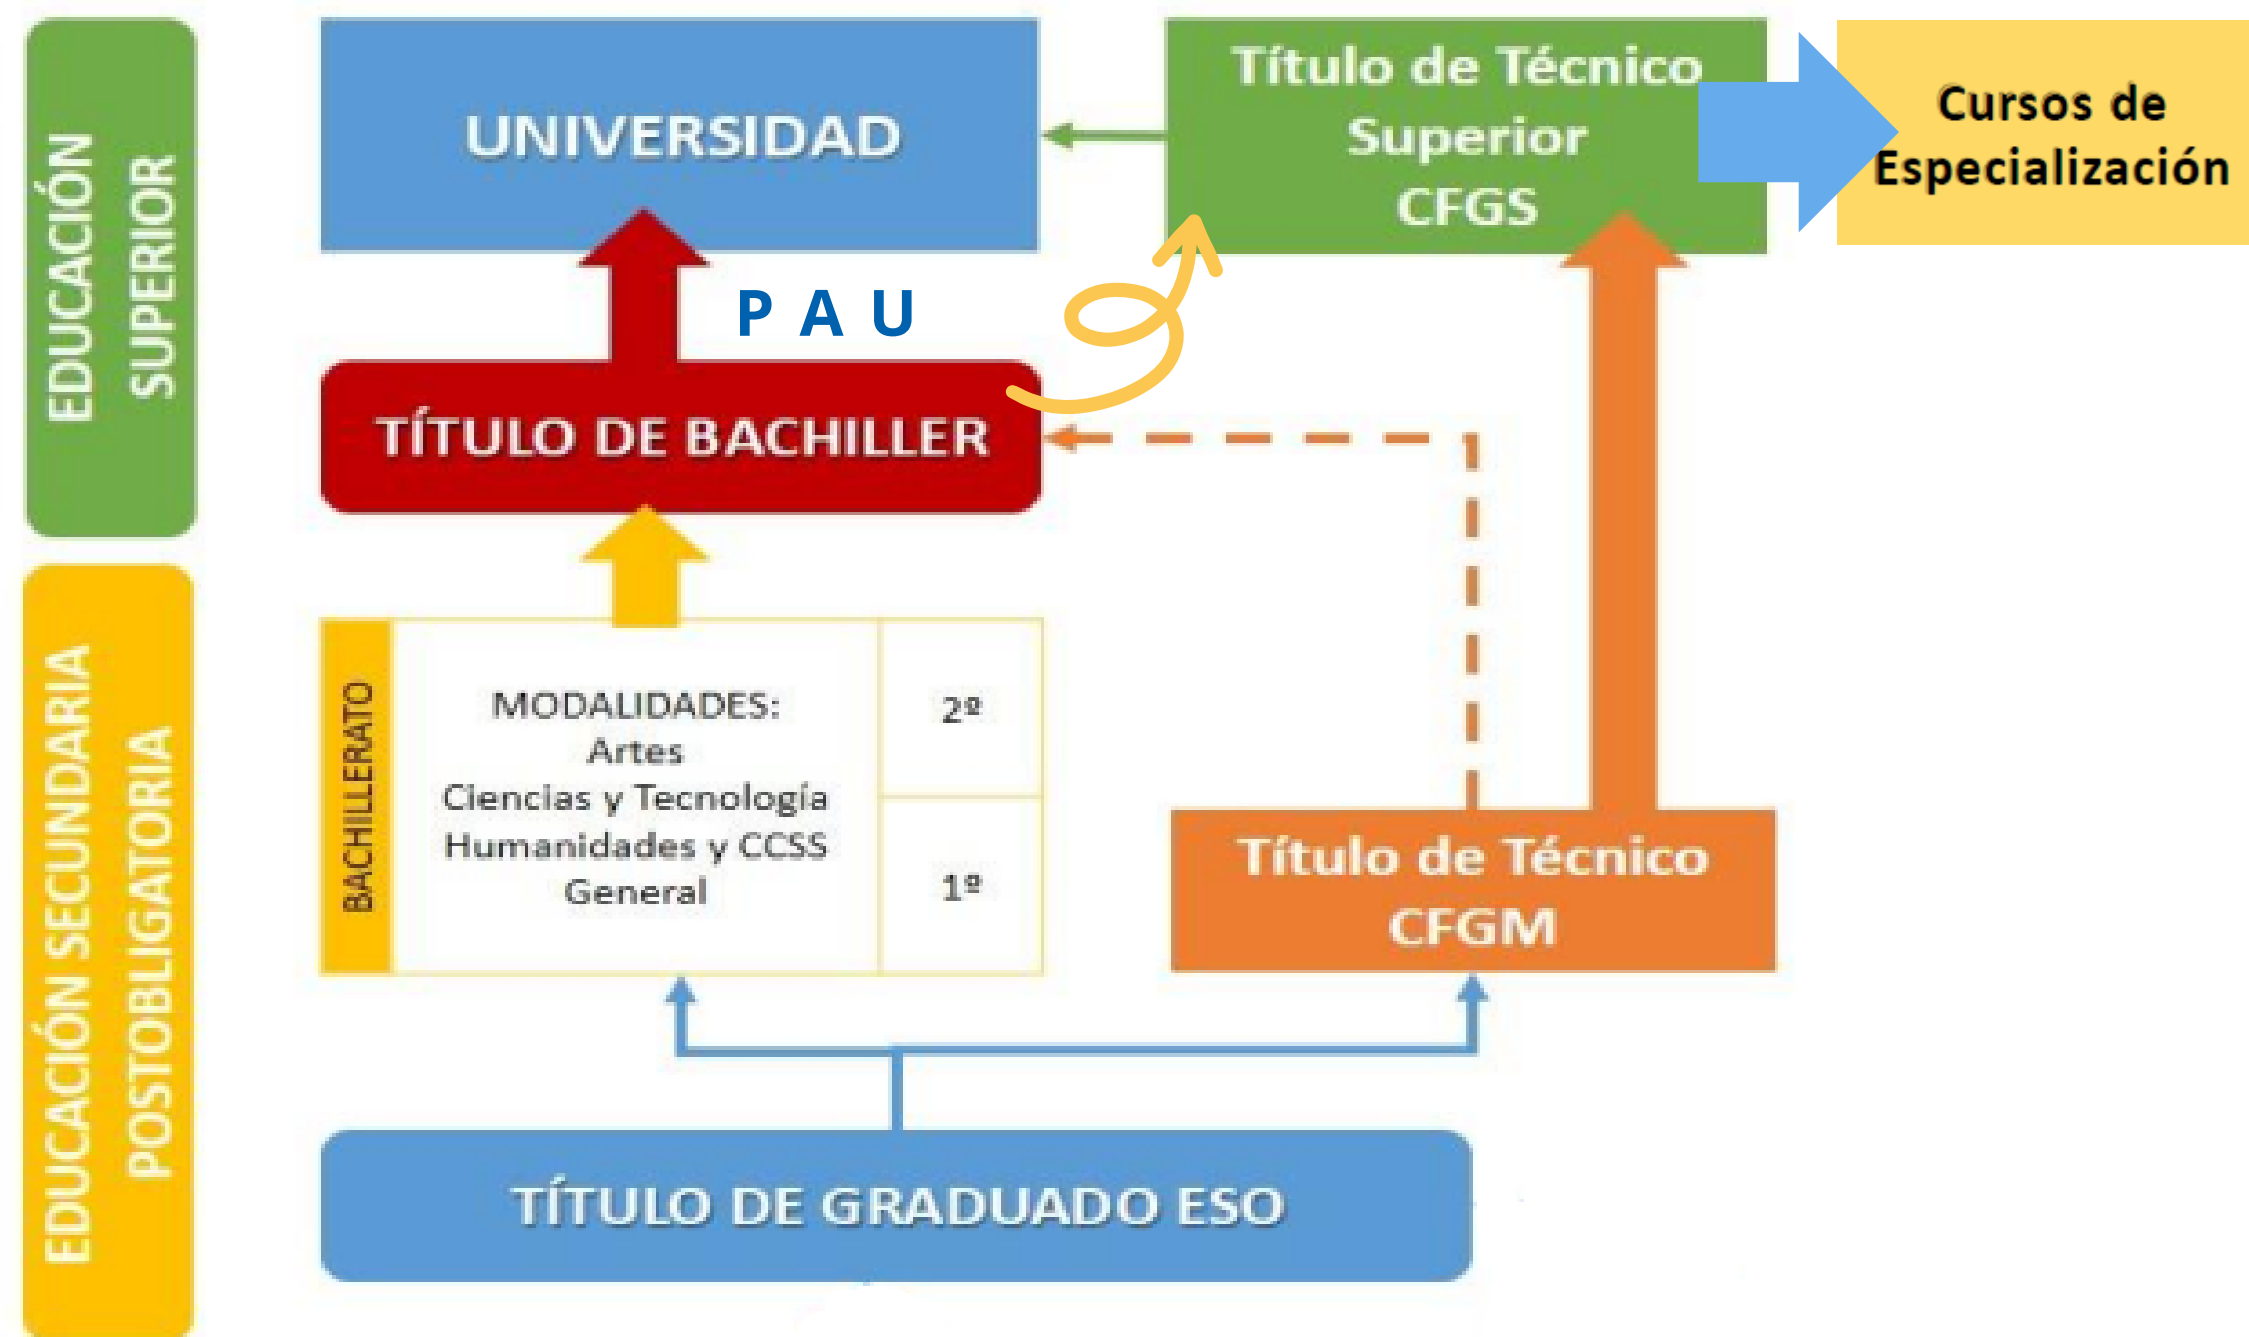 EDUCACIÓN
SUPERIOR
UNIVERSIDAD
Título de Técnico
Superior
CFGS
Cursos de
Especialización
P A U
TÍTULO DE BACHILLER
EDUCACIÓN SECUNDARIA
POSTOBLIGATORIA
BACHILLERATO
MODALIDADES:
Artes
Ciencias y Tecnología
Humanidades y CCSS
General
2º
1º
Título de Técnico
CFGM
TÍTULO DE GRADUADO ESO